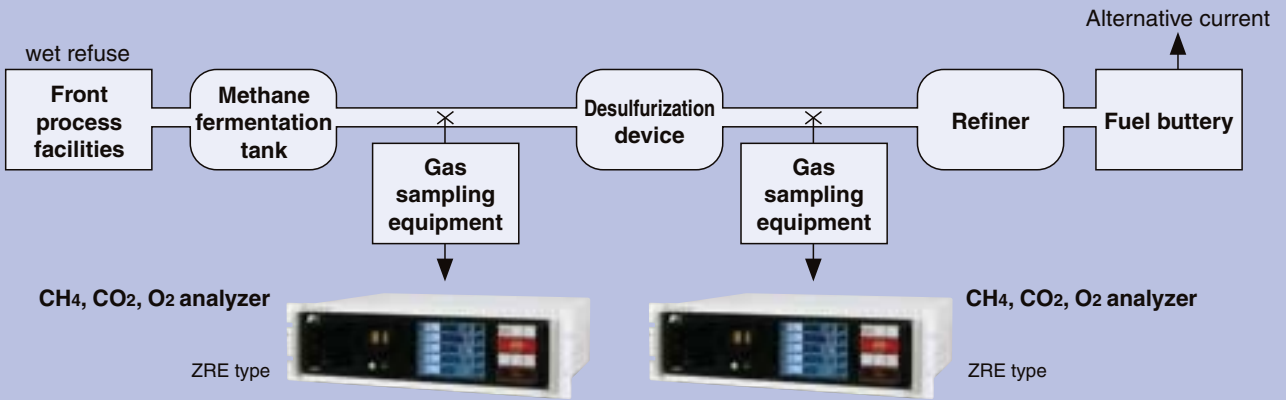 Alternative current
wet refuse
Front
process
facilities
Methane
fermentation
tank
Desulfurization
device
Refiner
Fuel buttery
Gas
sampling
equipment
Gas
sampling
equipment
CH4, CO2, O2 analyzer
CH4, CO2, O2 analyzer
ZRE type
ZRE type